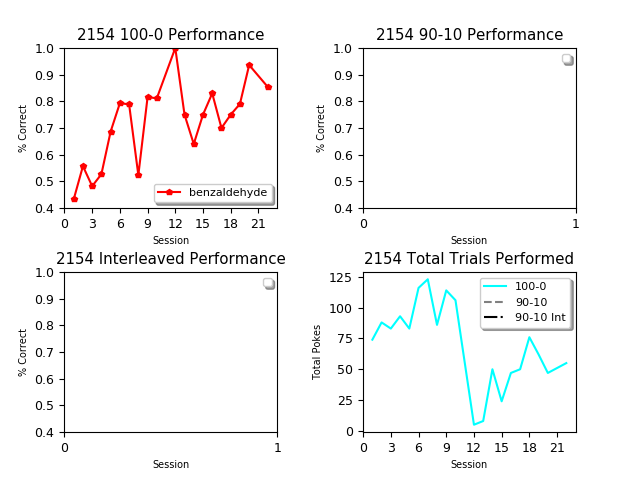 2154 100-0 Performance
% Correct
1.0
0.9
0.8
0.7
0.6
0.5
0.4
benzaldehyde
0 3 6 9 12 15 18 21
Session
2154 90-10 Performance
% Correct
1.0
0.9
0.8
0.7
0.6
0.5
0.4
0 1
Session
2154 Interleaved Performance
% Correct
1.0
0.9
0.8
0.7
0.6
0.5
0.4
0 1
Session
2154 Total Trials Performed
Total Pokes
125
100
75
50
25
0
100-0
90-10
90-10 Int
0 3 6 9 12 15 18 21
Session